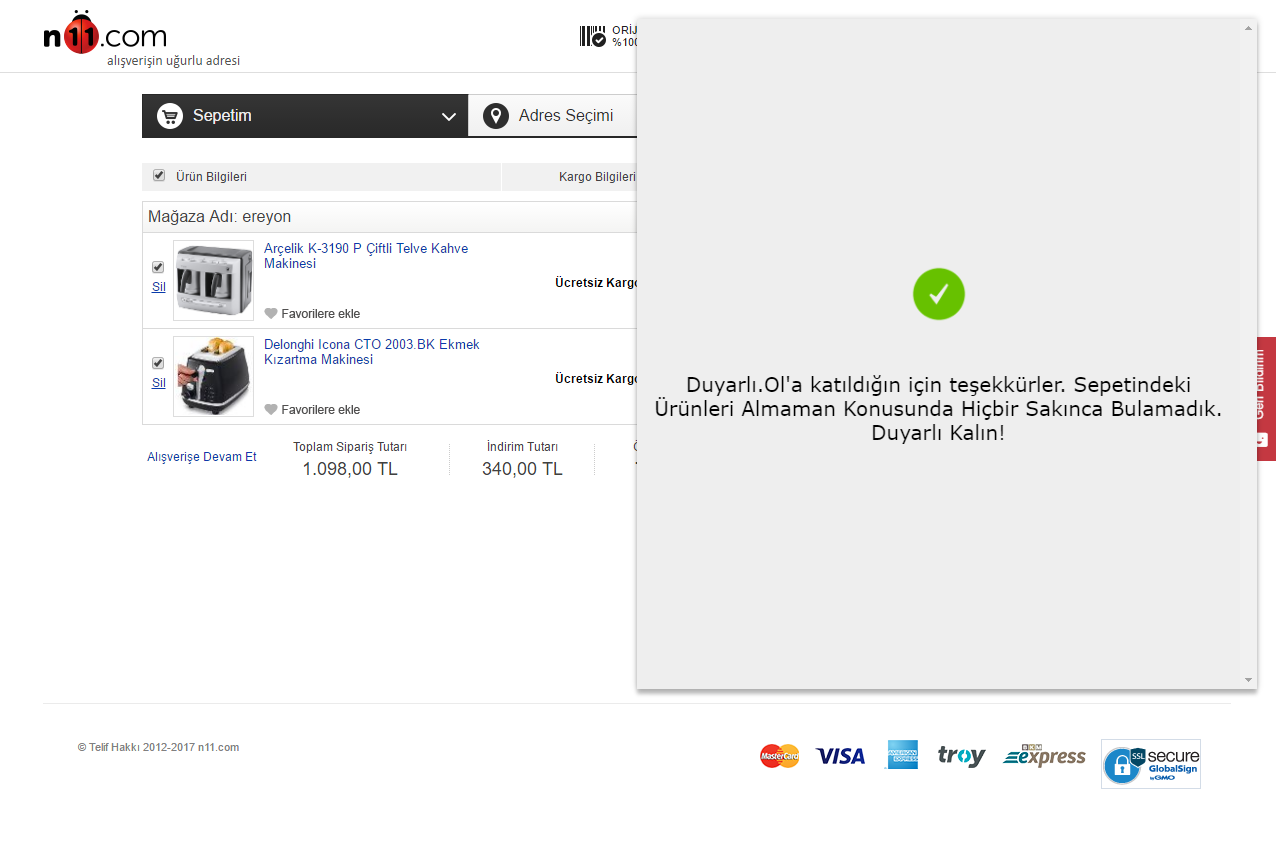 n11.com
alışverişin uğurlu adresi
ORİJ
%100
Sepetim
Adres Seçimi
Ürün Bilgileri
Kargo Bilgileri
Mağaza Adı: ereyon
Arçelik K-3190 P Çiftli Telve Kahve
Makinesi
Sil
Ücretsiz Kargo
Favorilere ekle
Delonghi Icona CTO 2003.BK Ekmek
Kızartma Makinesi
Sil
Ücretsiz Kargo
Favorilere ekle
Alışverişe Devam Et
Toplam Sipariş Tutarı
1.098,00 TL
İndirim Tutarı
340,00 TL
Duyarlı.Ol'a katıldığın için teşekkürler. Sepetindeki
Ürünleri Almaman Konusunda Hiçbir Sakınca Bulamadık.
Duyarlı Kalın!
Geri Bildirim
© Telif Hakkı 2012-2017 n11.com
MasterCard
VISA
AMERICAN EXPRESS
troy
BKM express
SSL secure
GlobalSign
by GMO